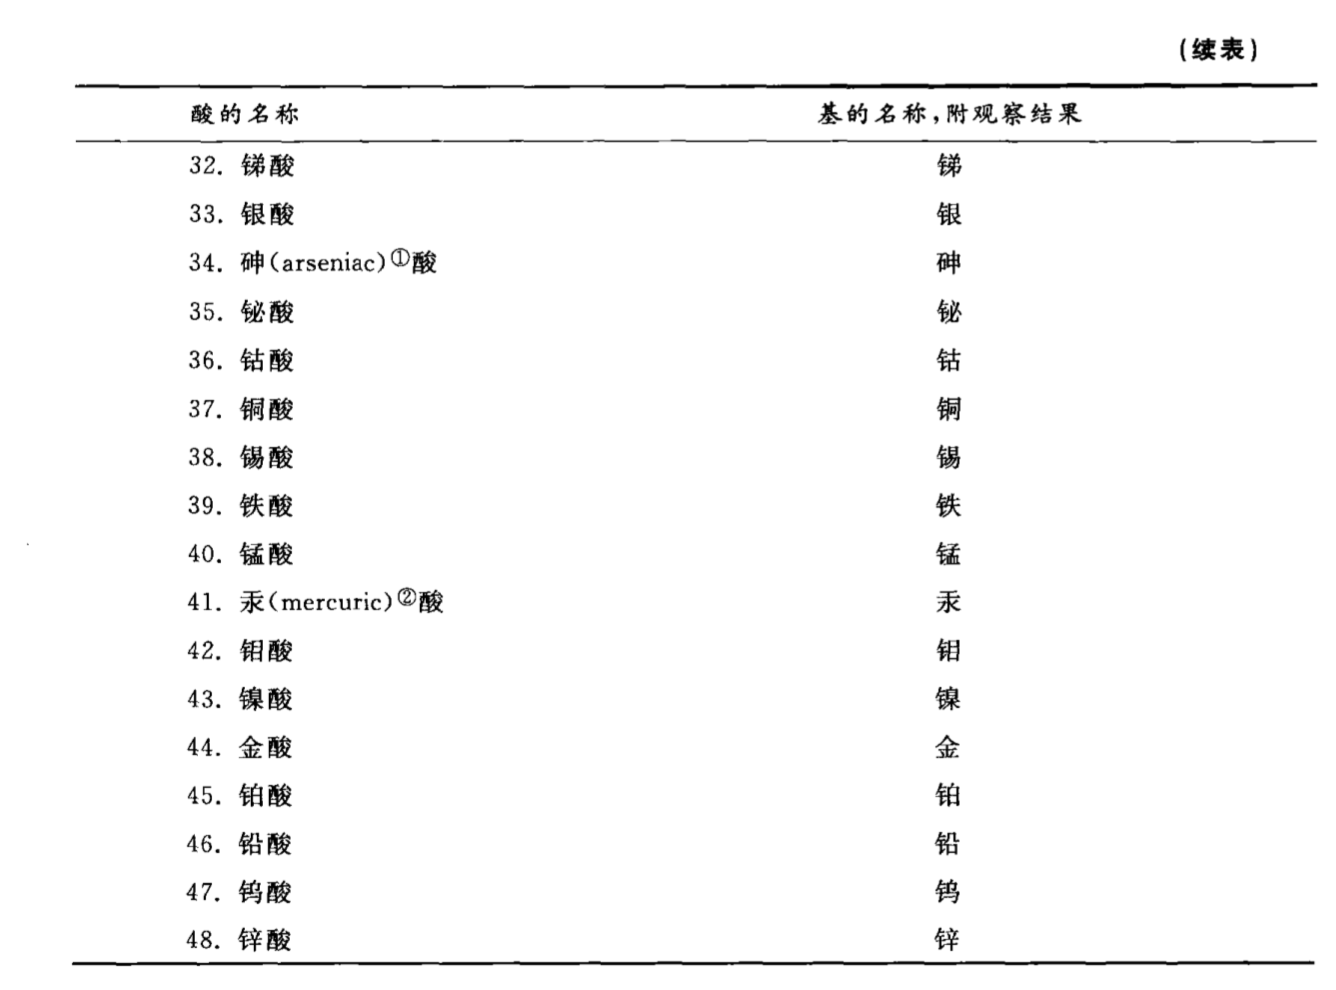 (续表)
酸的名称 基的名称,附观察结果
32. 锑酸 锑
33. 银酸 银
34. 砷(arseniac)①酸 砷
35. 铋酸 铋
36. 钴酸 钴
37. 铜酸 铜
38. 锡酸 锡
39. 铁酸 铁
40. 锰酸 锰
41. 汞(mercuric)②酸 汞
42. 钼酸 钼
43. 镍酸 镍
44. 金酸 金
45. 铂酸 铂
46. 铅酸 铅
47. 钨酸 钨
48. 锌酸 锌